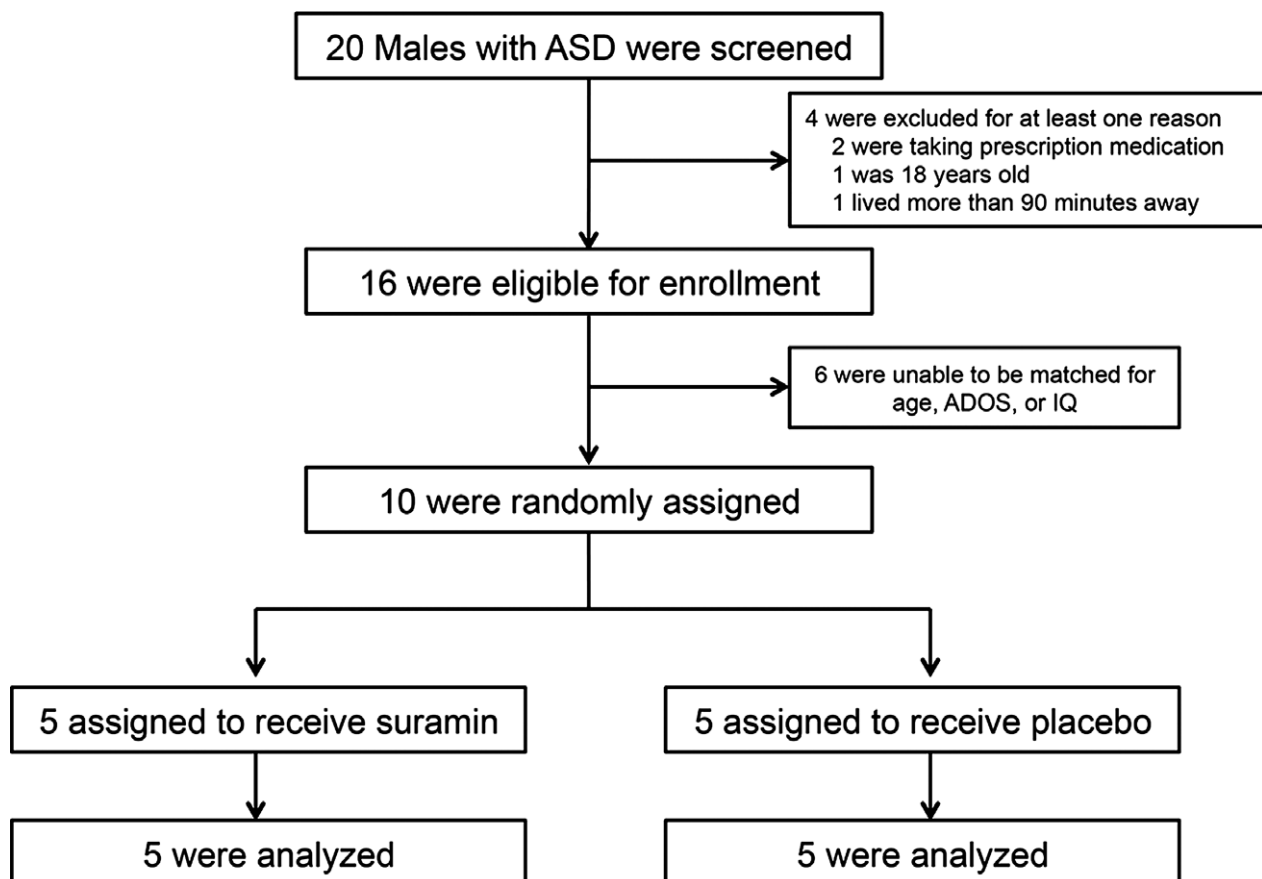 20 Males with ASD were screened
4 were excluded for at least one reason
2 were taking prescription medication
1 was 18 years old
1 lived more than 90 minutes away
16 were eligible for enrollment
6 were unable to be matched for
age, ADOS, or IQ
10 were randomly assigned
5 assigned to receive suramin
5 assigned to receive placebo
5 were analyzed
5 were analyzed